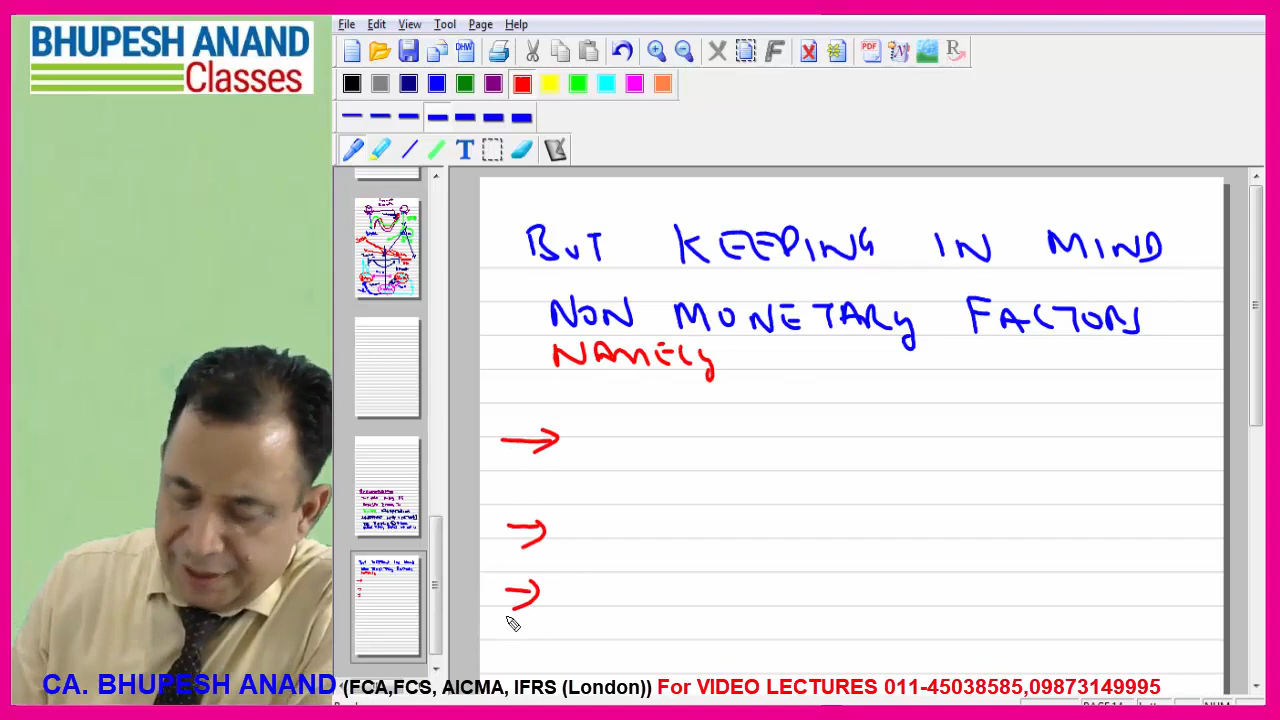 BHUPESH ANAND
Classes
File Edit View Tool Page Help
BUT KEEPING IN MIND
NON MONETARY FACTORS
NAMELY
CA. BHUPESH ANAND (FCA,FCS, AICMA, IFRS (London)) For VIDEO LECTURES 011-45038585,09873149995